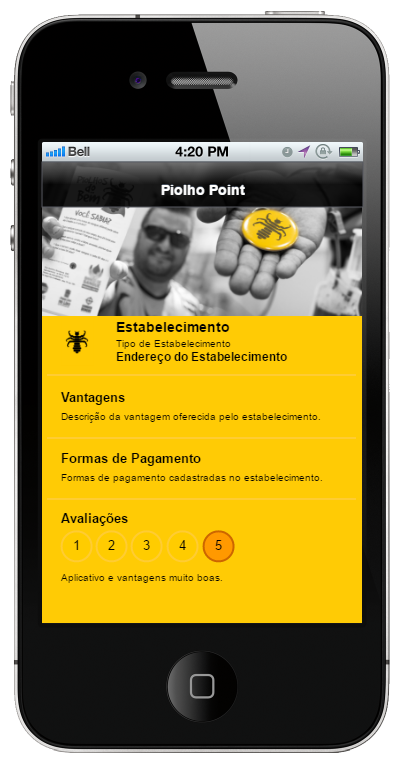 Bell
4:20 PM
Piolho Point
VOCÊ SABIA?
Estabelecimento
Tipo de Estabelecimento
Endereço do Estabelecimento
Vantagens
Descrição da vantagem oferecida pelo estabelecimento.
Formas de Pagamento
Formas de pagamento cadastradas no estabelecimento.
Avaliações
1 2 3 4 5
Aplicativo e vantagens muito boas.